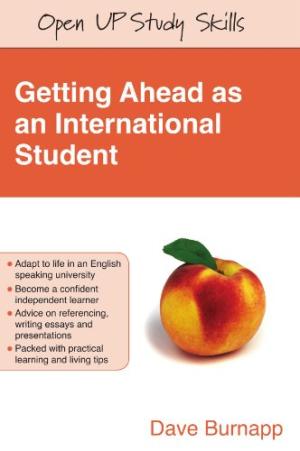 Open UP Study Skills
Getting Ahead as
an International
Student
• Adapt to life in an English
speaking university
• Become a confident
independent learner
• Advice on referencing,
writing essays and
presentations
• Packed with practical
learning and living tips
Dave Burnapp